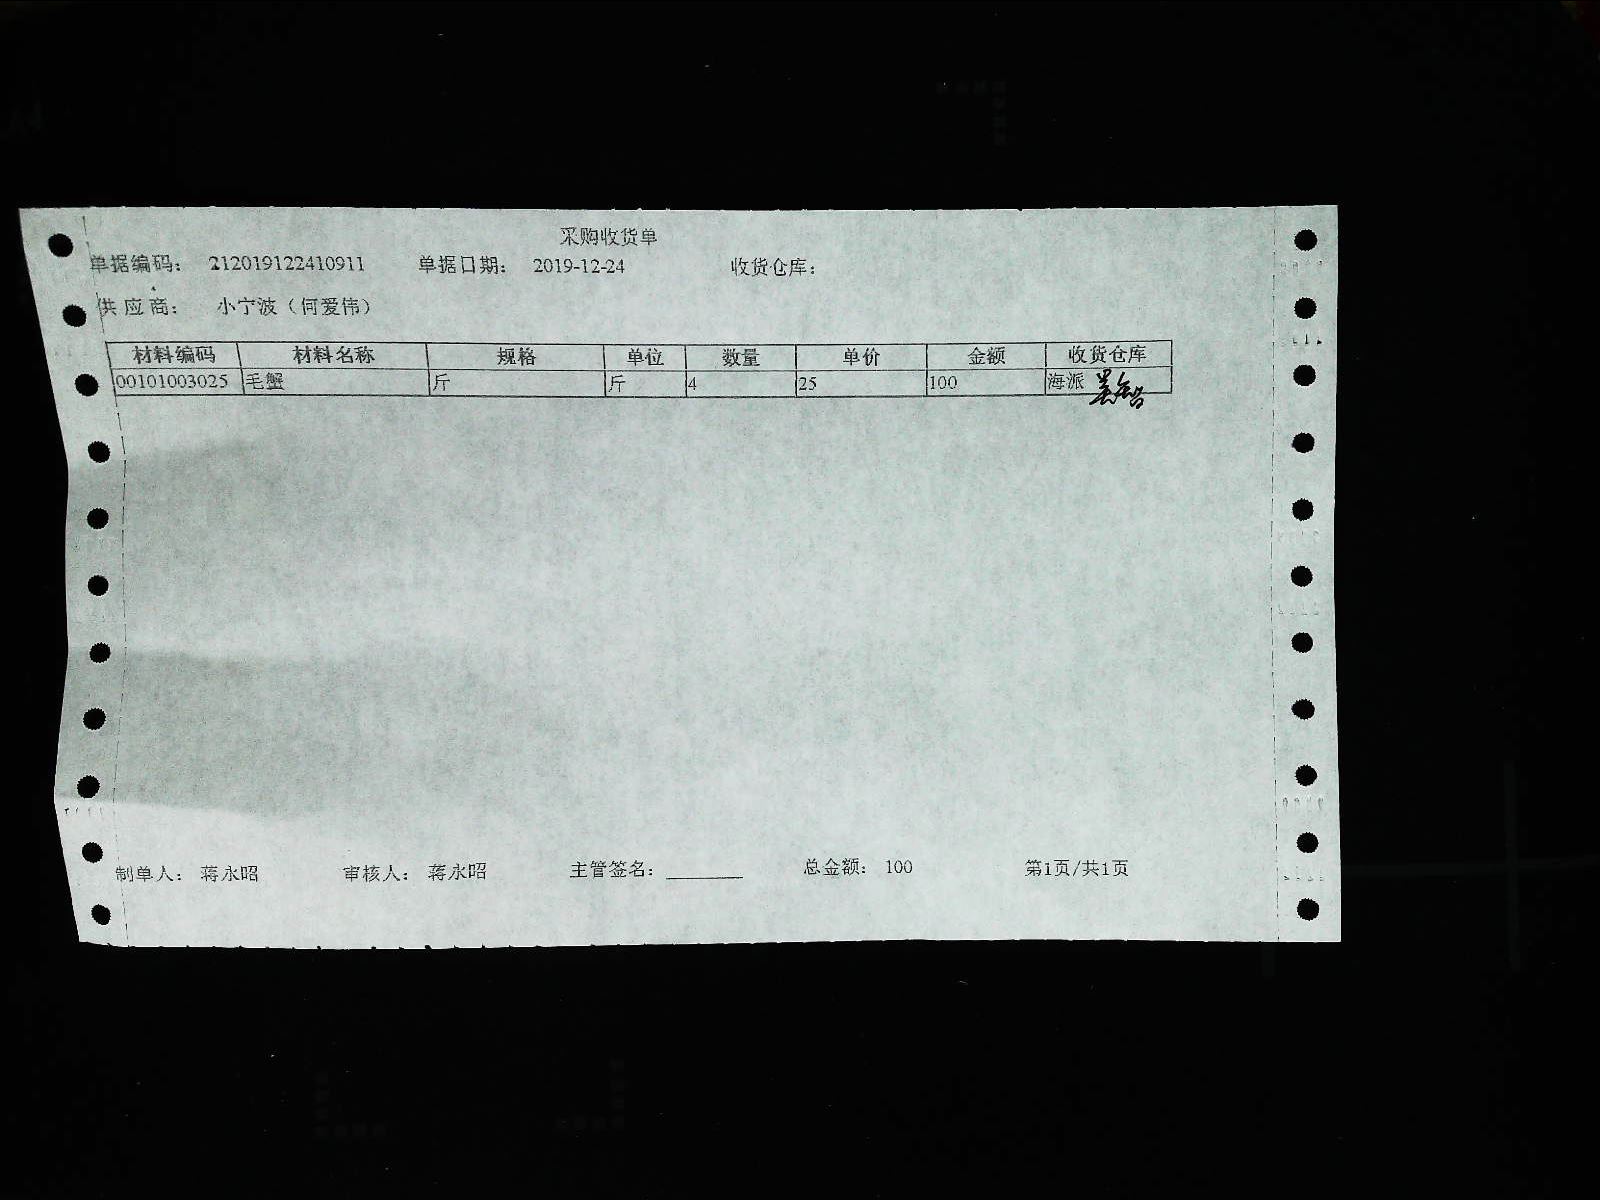 采购收货单
单据编码: 212019122410911 单据日期: 2019-12-24 收货仓库:
供应商: 小宁波（何爱伟）
材料编码 材料名称 规格 单位 数量 单价 金额 收货仓库
00101003025 毛蟹 斤 斤 4 25 100 海派
制单人: 蒋永昭 审核人: 蒋永昭 主管签名: 总金额: 100 第1页/共1页